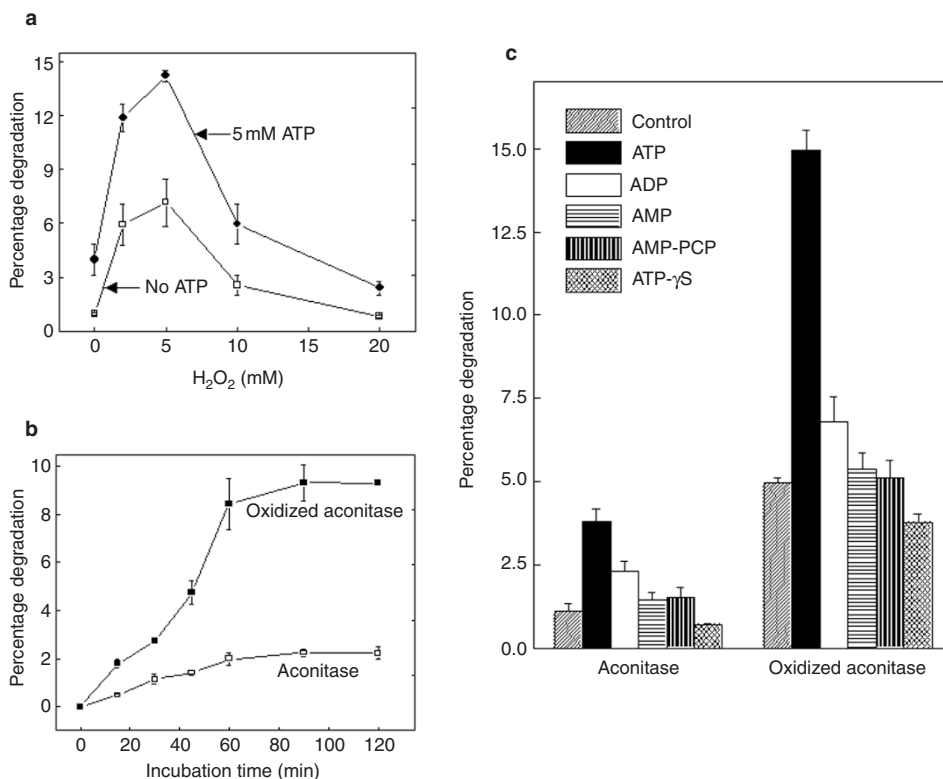 a
15
12
9
6
3
0
Percentage degradation
5 mM ATP
No ATP
0 5 10 15 20
H₂O₂ (mM)
b
10
8
6
4
2
0
Percentage degradation
Oxidized aconitase
Aconitase
0 20 40 60 80 100 120
Incubation time (min)
c
15.0
12.5
10.0
7.5
5.0
2.5
0.0
Percentage degradation
Control
ATP
ADP
AMP
AMP-PCP
ATP-γS
Aconitase Oxidized aconitase